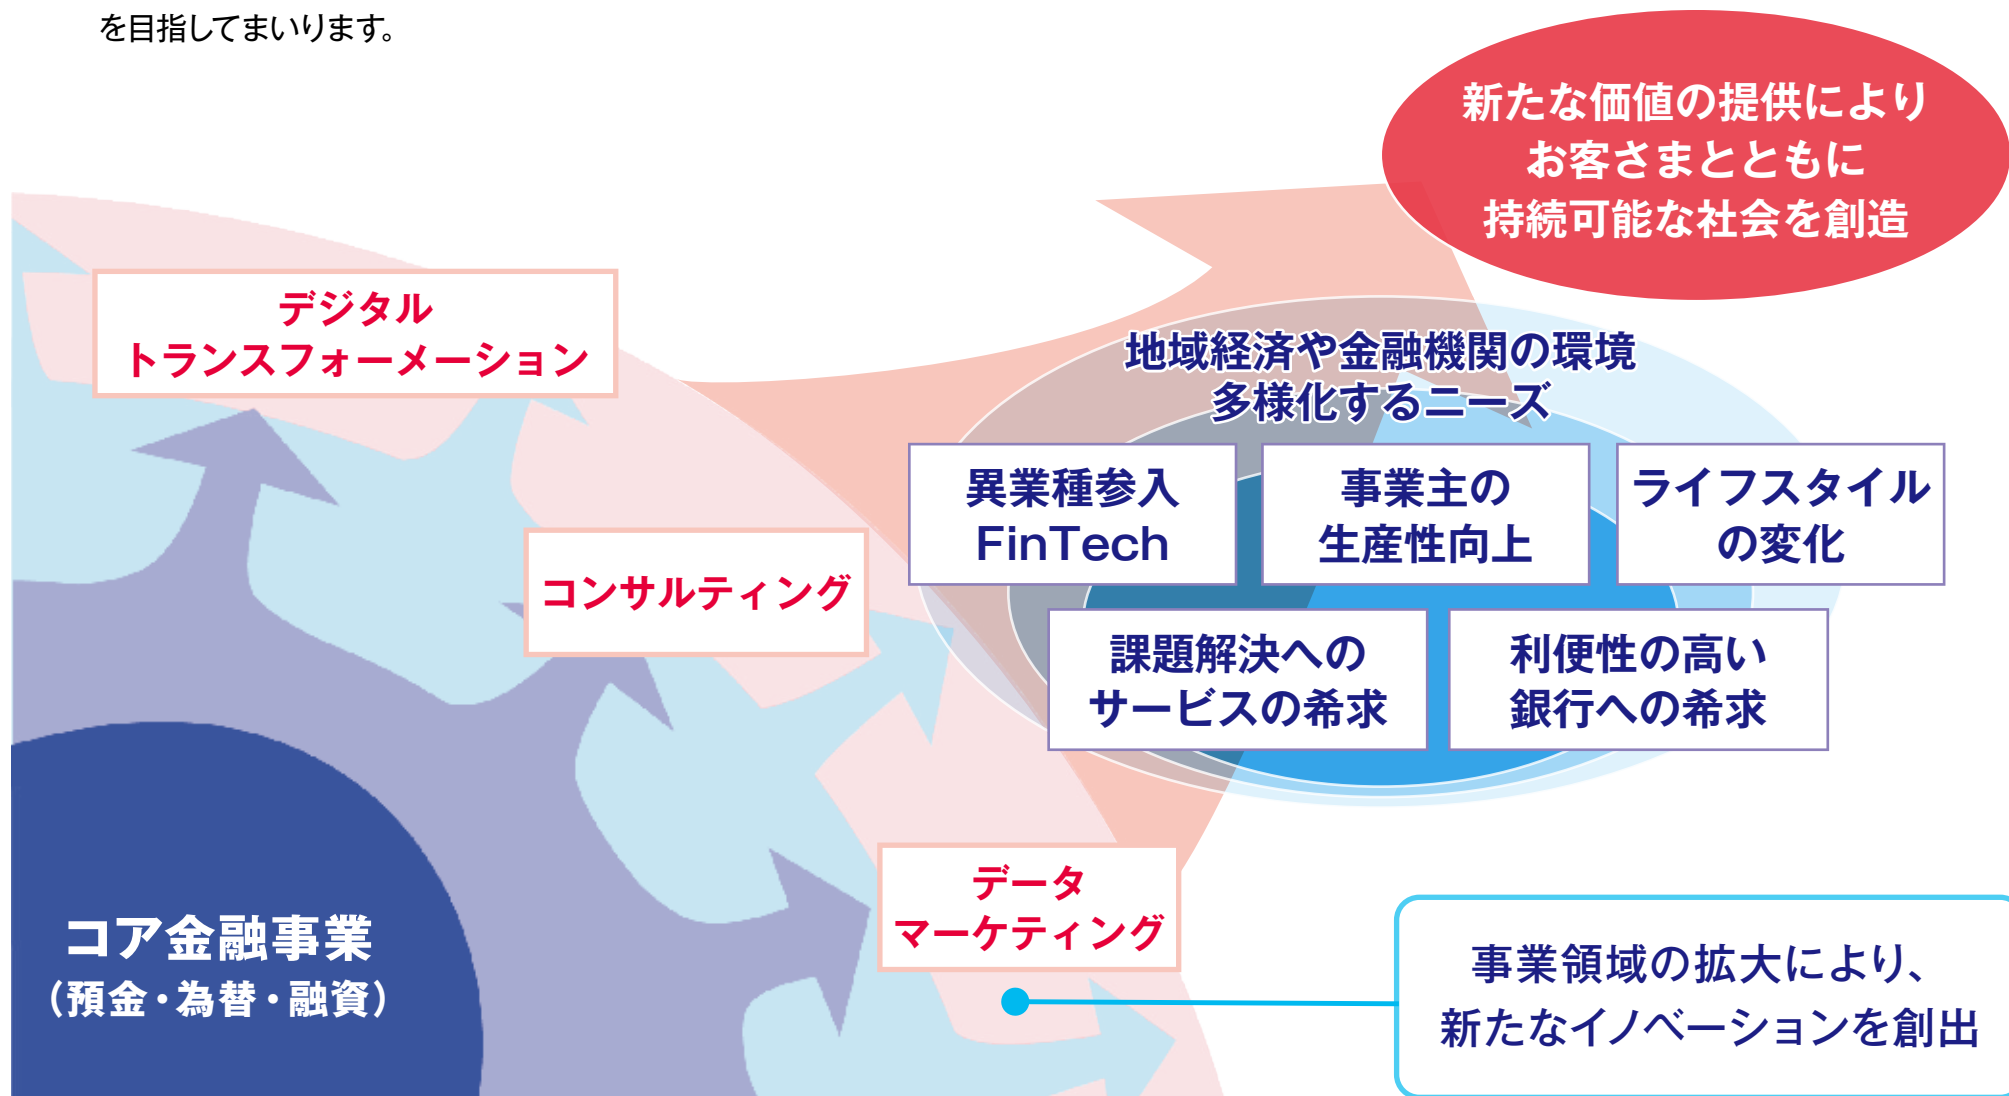 を目指してまいります。
新たな価値の提供により
お客さまとともに
持続可能な社会を創造
デジタル
トランスフォーメーション
地域経済や金融機関の環境
多様化するニーズ
異業種参入
FinTech
事業主の
生産性向上
ライフスタイル
の変化
コンサルティング
課題解決への
サービスの希求
利便性の高い
銀行への希求
データ
マーケティング
コア金融事業
（預金・為替・融資）
事業領域の拡大により、
新たなイノベーションを創出